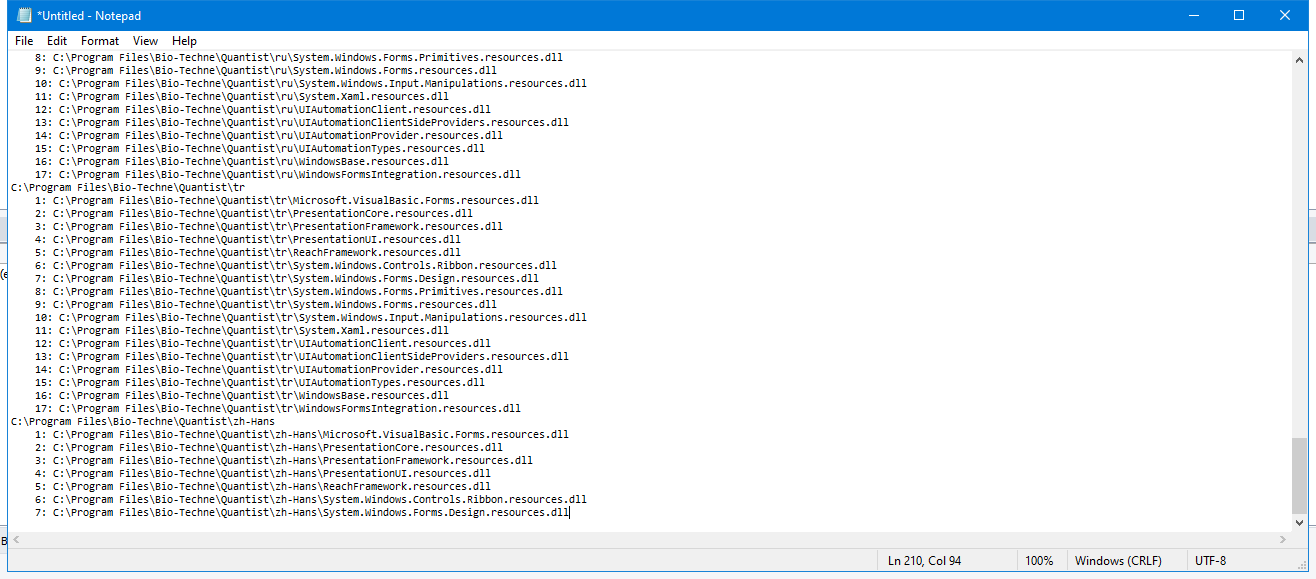 *Untitled - Notepad
File Edit Format View Help
8: C:\Program Files\Bio-Techne\Quantist\ru\System.Windows.Forms.Primitives.resources.dll
9: C:\Program Files\Bio-Techne\Quantist\ru\System.Windows.Forms.resources.dll
10: C:\Program Files\Bio-Techne\Quantist\ru\System.Windows.Input.Manipulations.resources.dll
11: C:\Program Files\Bio-Techne\Quantist\ru\System.Xaml.resources.dll
12: C:\Program Files\Bio-Techne\Quantist\ru\UIAutomationClient.resources.dll
13: C:\Program Files\Bio-Techne\Quantist\ru\UIAutomationClientSideProviders.resources.dll
14: C:\Program Files\Bio-Techne\Quantist\ru\UIAutomationProvider.resources.dll
15: C:\Program Files\Bio-Techne\Quantist\ru\UIAutomationTypes.resources.dll
16: C:\Program Files\Bio-Techne\Quantist\ru\WindowsBase.resources.dll
17: C:\Program Files\Bio-Techne\Quantist\ru\WindowsFormsIntegration.resources.dll
C:\Program Files\Bio-Techne\Quantist\tr
1: C:\Program Files\Bio-Techne\Quantist\tr\Microsoft.VisualBasic.Forms.resources.dll
2: C:\Program Files\Bio-Techne\Quantist\tr\PresentationCore.resources.dll
3: C:\Program Files\Bio-Techne\Quantist\tr\PresentationFramework.resources.dll
4: C:\Program Files\Bio-Techne\Quantist\tr\PresentationUI.resources.dll
5: C:\Program Files\Bio-Techne\Quantist\tr\ReachFramework.resources.dll
6: C:\Program Files\Bio-Techne\Quantist\tr\System.Windows.Controls.Ribbon.resources.dll
7: C:\Program Files\Bio-Techne\Quantist\tr\System.Windows.Forms.Design.resources.dll
8: C:\Program Files\Bio-Techne\Quantist\tr\System.Windows.Forms.Primitives.resources.dll
9: C:\Program Files\Bio-Techne\Quantist\tr\System.Windows.Forms.resources.dll
10: C:\Program Files\Bio-Techne\Quantist\tr\System.Windows.Input.Manipulations.resources.dll
11: C:\Program Files\Bio-Techne\Quantist\tr\System.Xaml.resources.dll
12: C:\Program Files\Bio-Techne\Quantist\tr\UIAutomationClient.resources.dll
13: C:\Program Files\Bio-Techne\Quantist\tr\UIAutomationClientSideProviders.resources.dll
14: C:\Program Files\Bio-Techne\Quantist\tr\UIAutomationProvider.resources.dll
15: C:\Program Files\Bio-Techne\Quantist\tr\UIAutomationTypes.resources.dll
16: C:\Program Files\Bio-Techne\Quantist\tr\WindowsBase.resources.dll
17: C:\Program Files\Bio-Techne\Quantist\tr\WindowsFormsIntegration.resources.dll
C:\Program Files\Bio-Techne\Quantist\zh-Hans
1: C:\Program Files\Bio-Techne\Quantist\zh-Hans\Microsoft.VisualBasic.Forms.resources.dll
2: C:\Program Files\Bio-Techne\Quantist\zh-Hans\PresentationCore.resources.dll
3: C:\Program Files\Bio-Techne\Quantist\zh-Hans\PresentationFramework.resources.dll
4: C:\Program Files\Bio-Techne\Quantist\zh-Hans\PresentationUI.resources.dll
5: C:\Program Files\Bio-Techne\Quantist\zh-Hans\ReachFramework.resources.dll
6: C:\Program Files\Bio-Techne\Quantist\zh-Hans\System.Windows.Controls.Ribbon.resources.dll
7: C:\Program Files\Bio-Techne\Quantist\zh-Hans\System.Windows.Forms.Design.resources.dll
Ln 210, Col 94 100% Windows (CRLF) UTF-8